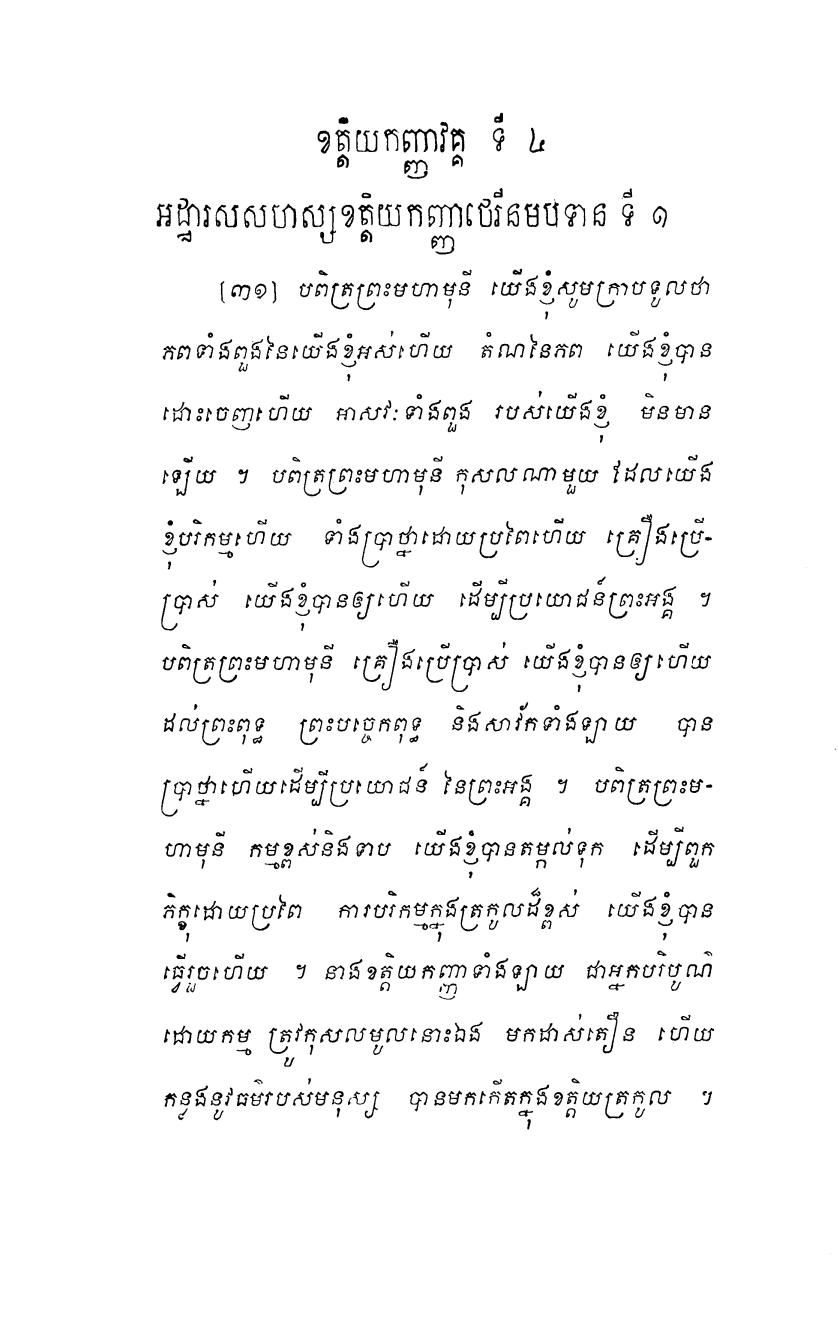 ខត្តិយកញ្ញាវគ្គ ទី ៤
អដ្ឋារសសហស្សខត្តិយកញ្ញាថេរីនមបទាន ទី ១
[៣១] បពិត្រព្រះមហាមុនី យើងខ្ញុំសូមក្រាបទូលថា
ភពទាំងពួងនៃយើងខ្ញុំអស់ហើយ តំណនៃភព យើងខ្ញុំបាន
ដោះចេញហើយ អាសវៈទាំងពួង របស់យើងខ្ញុំ មិនមាន
ឡើយ ។ បពិត្រព្រះមហាមុនី កុសលណាមួយ ដែលយើង
ខ្ញុំបរិកម្មហើយ ទាំងប្រាថ្នាដោយប្រពៃហើយ គ្រឿងប្រើ-
ប្រាស់ យើងខ្ញុំបានឲ្យហើយ ដើម្បីប្រយោជន៍ព្រះអង្គ ។
បពិត្រព្រះមហាមុនី គ្រឿងប្រើប្រាស់ យើងខ្ញុំបានឲ្យហើយ
ដល់ព្រះពុទ្ធ ព្រះបច្ចេកពុទ្ធ និងសាវ័កទាំងឡាយ បាន
ប្រាថ្នាហើយដើម្បីប្រយោជន៍ នៃព្រះអង្គ ។ បពិត្រព្រះម-
ហាមុនី កម្មខ្ពស់និងទាប យើងខ្ញុំបានតម្កល់ទុក ដើម្បីពួក
ភិក្ខុដោយប្រពៃ ការបរិកម្មក្នុងត្រកូលដ៏ខ្ពស់ យើងខ្ញុំបាន
ធ្វើរួចហើយ ។ នាងខត្តិយកញ្ញាទាំងឡាយ ជាអ្នកបរិបូណ៌
ដោយកម្ម ត្រូវកុសលមូលនោះឯង មកដាស់តឿន ហើយ
កន្លងនូវធម៌របស់មនុស្ស បានមកកើតក្នុងខត្តិយត្រកូល ។